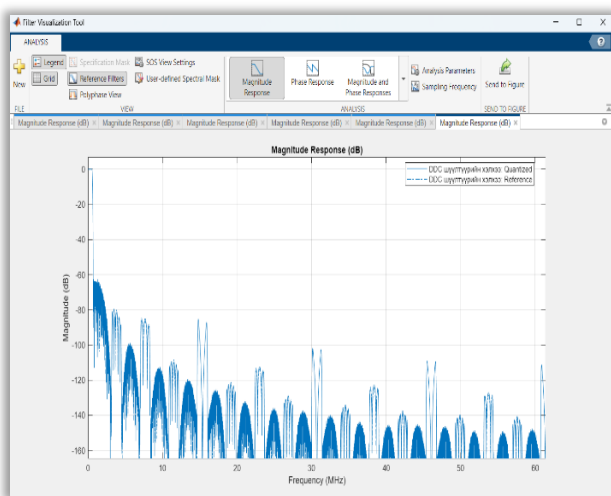 Filter Visualization Tool
ANALYSIS
New
Legend
Grid
Specification Mask
Reference Filters
Polyphase View
SOS View Settings
User-defined Spectral Mask
Magnitude Response
Phase Response
Magnitude and Phase Responses
Analysis Parameters
Sampling Frequency
Send to Figure
FILE
VIEW
ANALYSIS
SEND TO FIGURE
Magnitude Response (dB) × Magnitude Response (dB) × Magnitude Response (dB) × Magnitude Response (dB) × Magnitude Response (dB) × Magnitude Response (dB) ×
Magnitude Response (dB)
DDC шүүлтүүрийн хэлхээ: Quantized
DDC шүүлтүүрийн хэлхээ: Reference
Magnitude (dB)
0
-20
-40
-60
-80
-100
-120
-140
-160
0 10 20 30 40 50 60
Frequency (MHz)